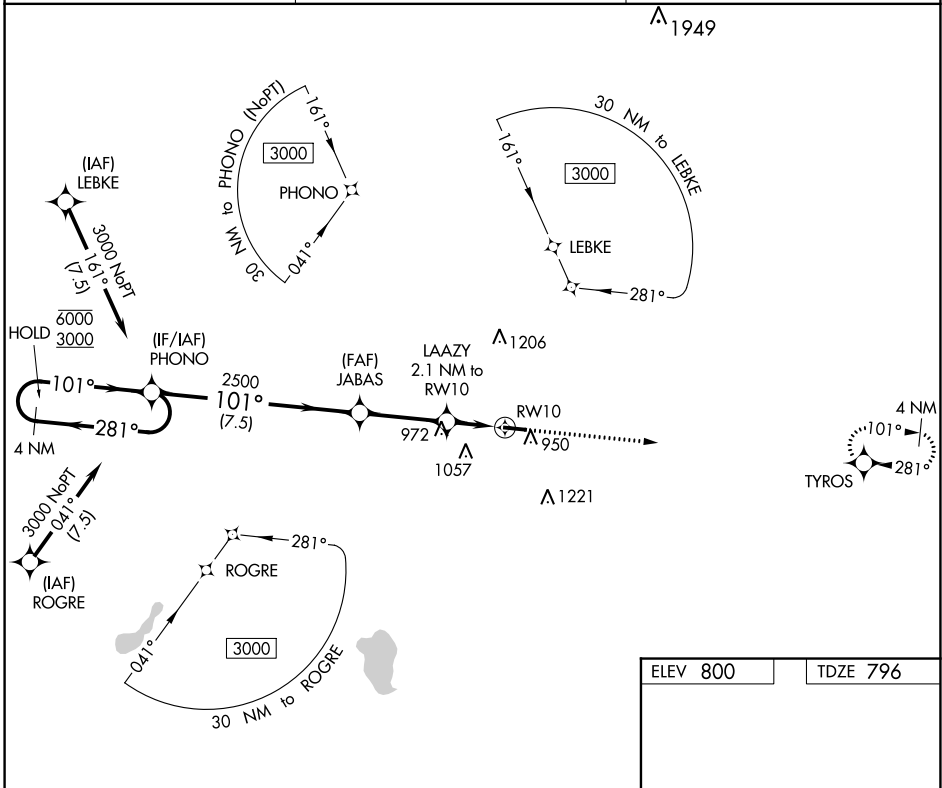 1949
30 NM to PHONO (NoPT)
161°
3000
PHONO
041°
30 NM to LEBKE
161°
3000
LEBKE
281°
(IAF)
LEBKE
3000 NoPT
161°
(7.5)
HOLD
6000
3000
(IF/IAF)
PHONO
101°
281°
4 NM
2500
101°
(7.5)
(FAF)
JABAS
LAAZY
2.1 NM to
RW10
1206
RW10
972
950
1057
1221
4 NM
101°
281°
TYROS
3000 NoPT
041°
(7.5)
(IAF)
ROGRE
281°
ROGRE
041°
3000
30 NM to ROGRE
ELEV 800
TDZE 796